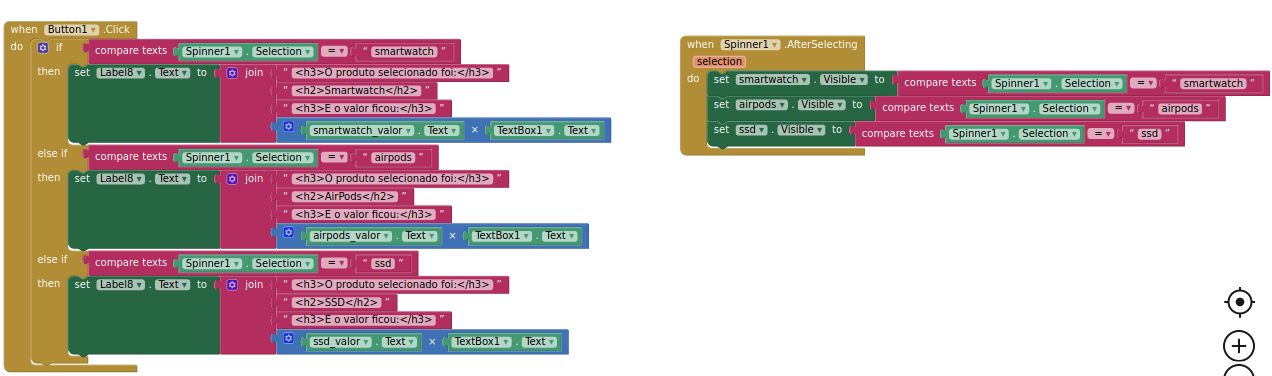 when Button1 .Click
do if compare texts Spinner1 . Selection = " smartwatch "
then set Label8 . Text to join " <h3>O produto selecionado foi:</h3> "
" <h2>Smartwatch</h2> "
" <h3>E o valor ficou:</h3> "
smartwatch_valor . Text × TextBox1 . Text
else if compare texts Spinner1 . Selection = " airpods "
then set Label8 . Text to join " <h3>O produto selecionado foi:</h3> "
" <h2>AirPods</h2> "
" <h3>E o valor ficou:</h3> "
airpods_valor . Text × TextBox1 . Text
else if compare texts Spinner1 . Selection = " ssd "
then set Label8 . Text to join " <h3>O produto selecionado foi:</h3> "
" <h2>SSD</h2> "
" <h3>E o valor ficou:</h3> "
ssd_valor . Text × TextBox1 . Text
when Spinner1 .AfterSelecting
selection
do set smartwatch . Visible to compare texts Spinner1 . Selection = " smartwatch "
set airpods . Visible to compare texts Spinner1 . Selection = " airpods "
set ssd . Visible to compare texts Spinner1 . Selection = " ssd "